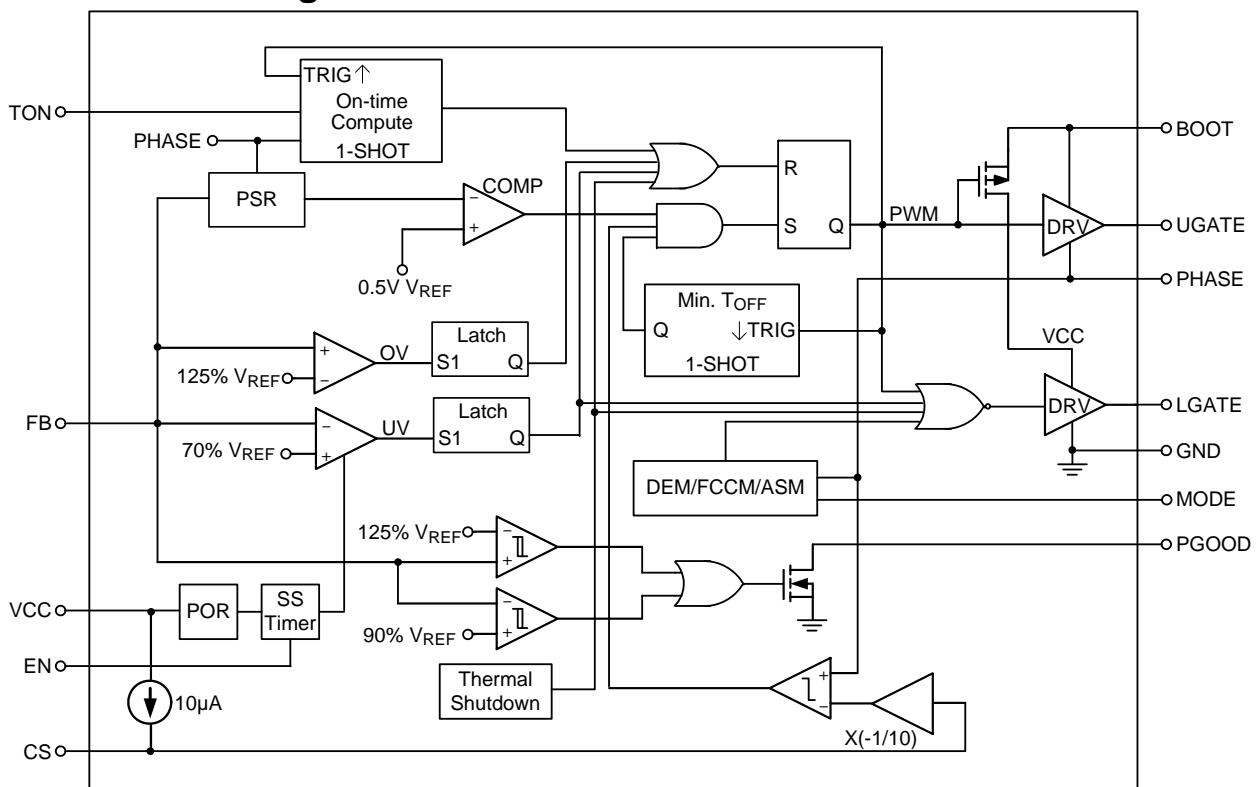 g
TRIG↑
On-time
Compute
1-SHOT
TON
PHASE
BOOT
PSR
COMP
R
S
Q
PWM
DRV
UGATE
PHASE
0.5V VREF
Min. TOFF
Q
↓TRIG
1-SHOT
VCC
Latch
S1
Q
OV
+
−
125% VREF
FB
Latch
S1
Q
UV
−
+
70% VREF
DRV
LGATE
GND
DEM/FCCM/ASM
MODE
125% VREF
−
+
PGOOD
VCC
POR
SS
Timer
−
+
90% VREF
EN
Thermal
Shutdown
+
−
10µA
X(-1/10)
CS
−
+